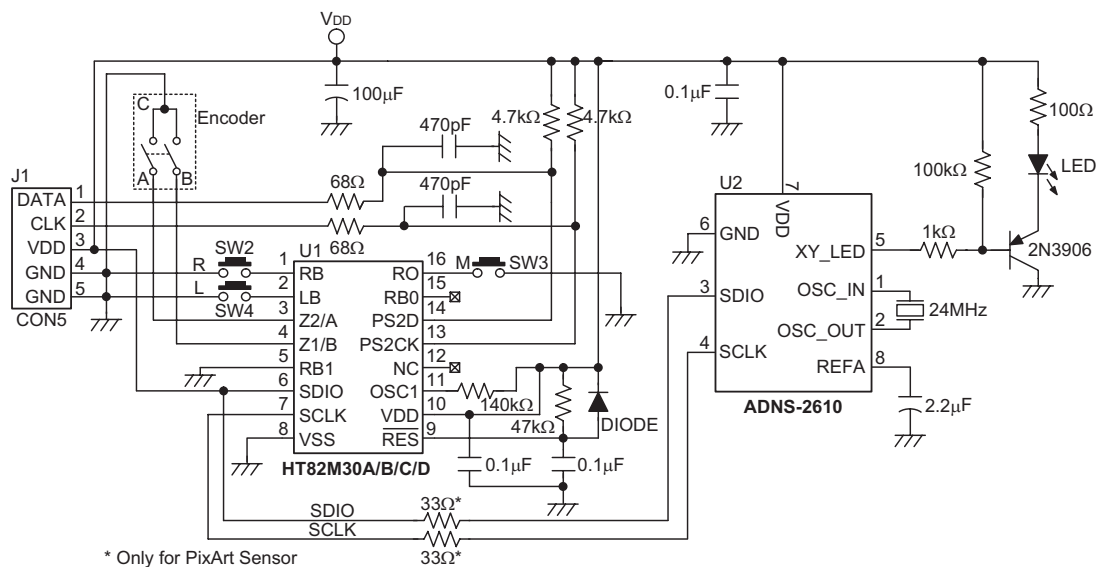 VDD
100μF
0.1μF
100Ω
C
Encoder
A
B
470pF
4.7kΩ
4.7kΩ
470pF
100kΩ
LED
J1
1
DATA
2
CLK
3
VDD
4
GND
5
GND
CON5
68Ω
68Ω
R
SW2
L
SW4
U1
1
RB
2
LB
3
Z2/A
4
Z1/B
5
RB1
6
SDIO
7
SCLK
8
VSS
16
RO
15
RB0
14
PS2D
13
PS2CK
12
NC
11
OSC1
10
VDD
9
RES
HT82M30A/B/C/D
M
SW3
140kΩ
47kΩ
DIODE
0.1μF
0.1μF
U2
7
VDD
6
GND
3
SDIO
4
SCLK
5
XY_LED
1
OSC_IN
2
OSC_OUT
8
REFA
ADNS-2610
1kΩ
2N3906
24MHz
2.2μF
SDIO
33Ω*
SCLK
33Ω*
* Only for PixArt Sensor